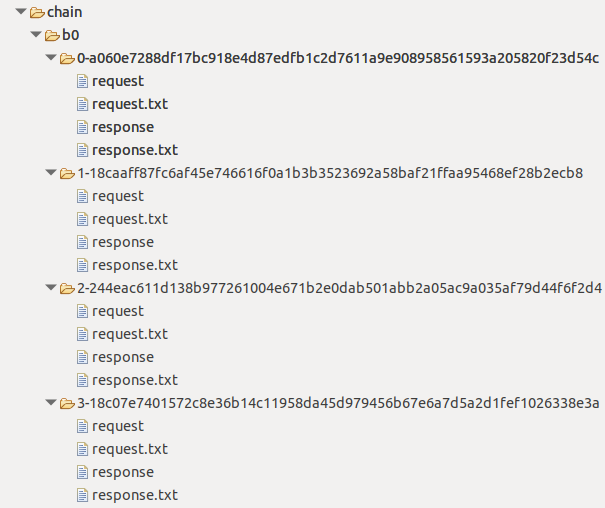 chain
b0
0-a060e7288df17bc918e4d87edfb1c2d7611a9e908958561593a205820f23d54c
request
request.txt
response
response.txt
1-18caaff87fc6af45e746616f0a1b3b3523692a58baf21ffaa95468ef28b2ecb8
request
request.txt
response
response.txt
2-244eac611d138b977261004e671b2e0dab501abb2a05ac9a035af79d44f6f2d4
request
request.txt
response
response.txt
3-18c07e7401572c8e36b14c11958da45d979456b67e6a7d5a2d1fef1026338e3a
request
request.txt
response
response.txt